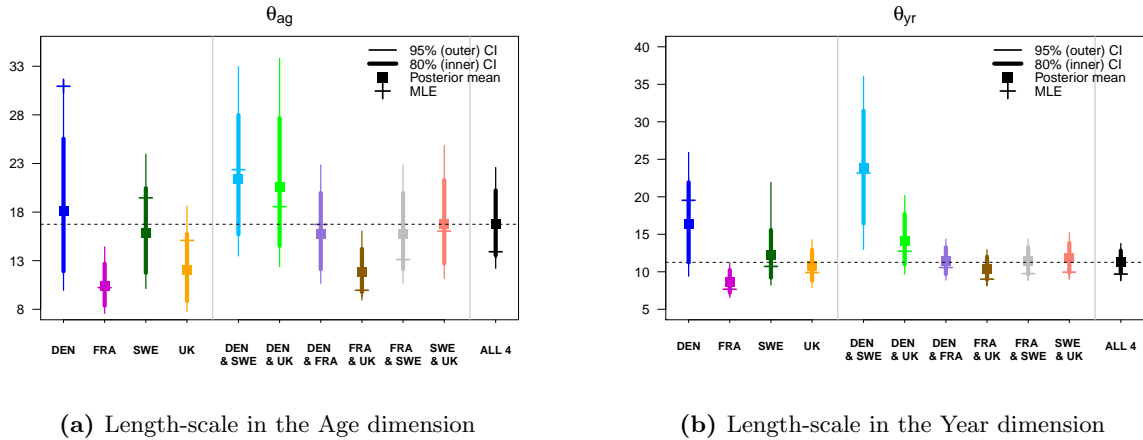 θag
33
28
23
18
13
8
95% (outer) CI
80% (inner) CI
Posterior mean
MLE
DEN FRA SWE UK DEN & SWE DEN & UK DEN & FRA FRA & UK FRA & SWE SWE & UK ALL 4
(a) Length-scale in the Age dimension
θyr
40
35
30
25
20
15
10
5
95% (outer) CI
80% (inner) CI
Posterior mean
MLE
DEN FRA SWE UK DEN & SWE DEN & UK DEN & FRA FRA & UK FRA & SWE SWE & UK ALL 4
(b) Length-scale in the Year dimension